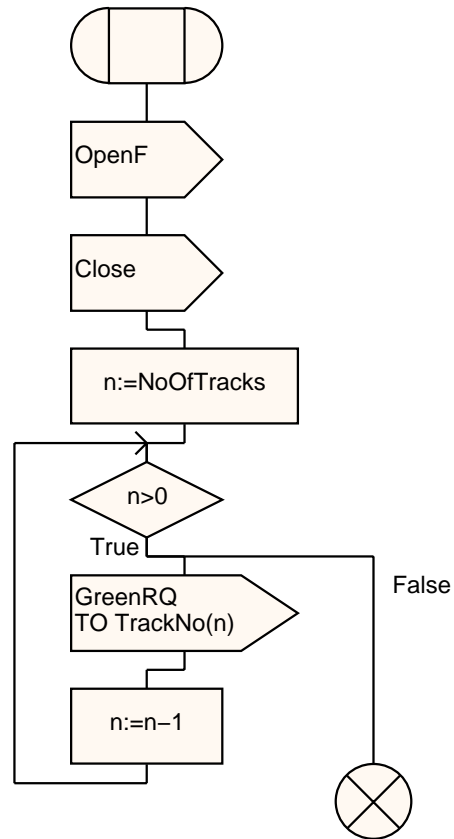 OpenF
Close
n:=NoOfTracks
n>0
True
False
GreenRQ
TO TrackNo(n)
n:=n−1